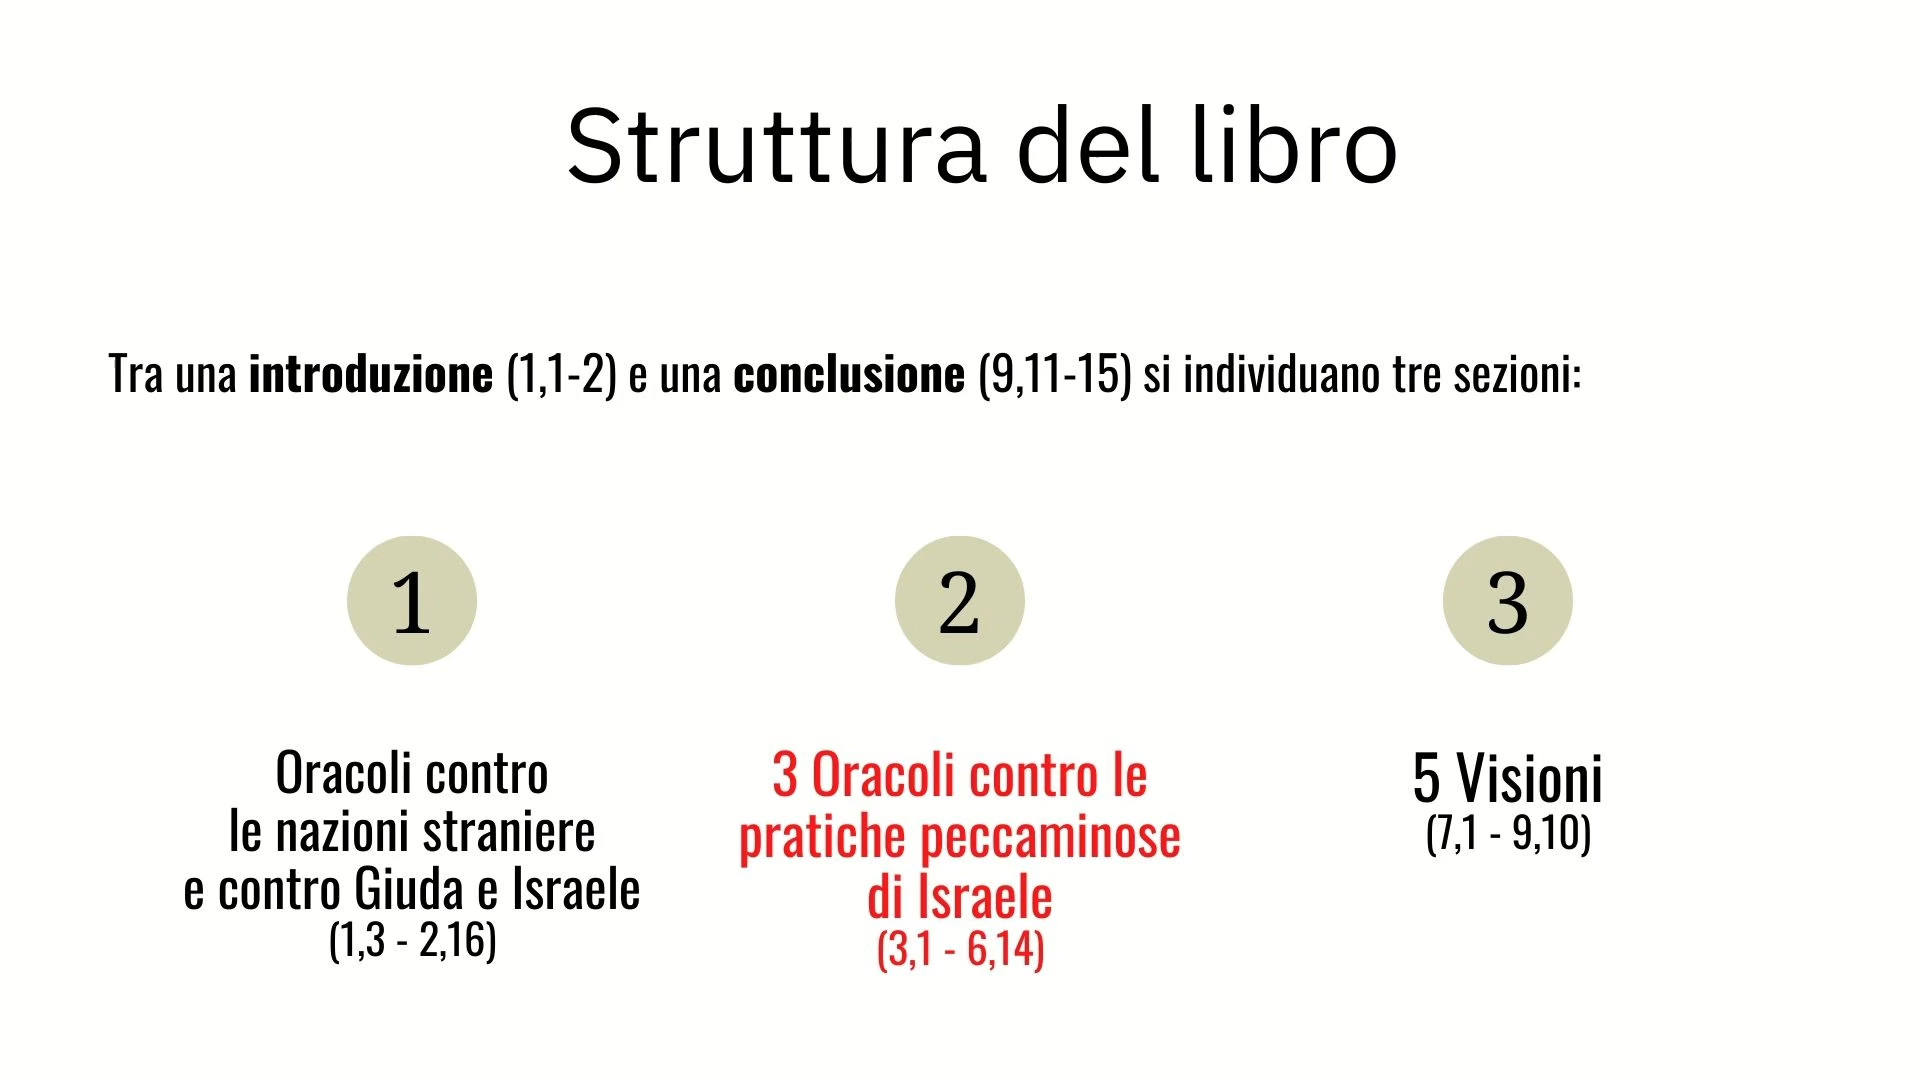 Struttura del libro
Tra una introduzione (1,1-2) e una conclusione (9,11-15) si individuano tre sezioni:
1
Oracoli contro
le nazioni straniere
e contro Giuda e Israele
(1,3 - 2,16)
2
3 Oracoli contro le
pratiche peccaminose
di Israele
(3,1 - 6,14)
3
5 Visioni
(7,1 - 9,10)